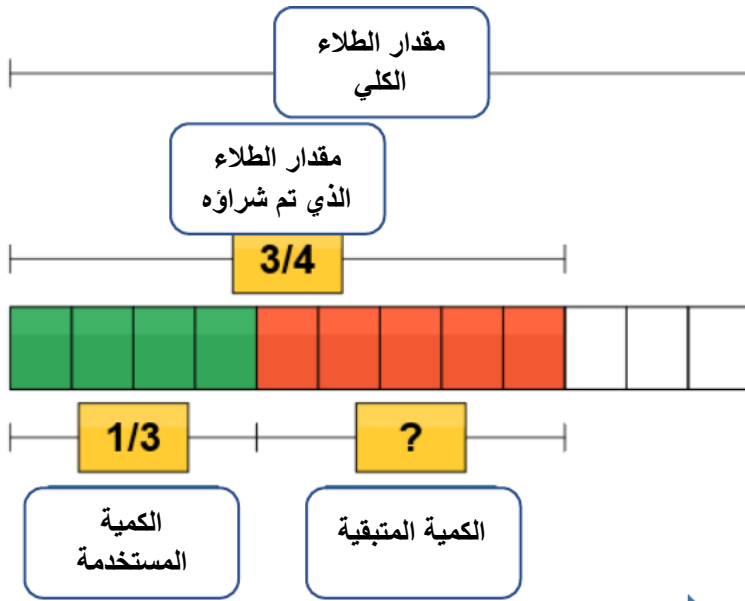 مقدار الطلاء
الكلي
مقدار الطلاء
الذي تم شراؤه
3/4
1/3
?
الكمية
المستخدمة
الكمية المتبقية